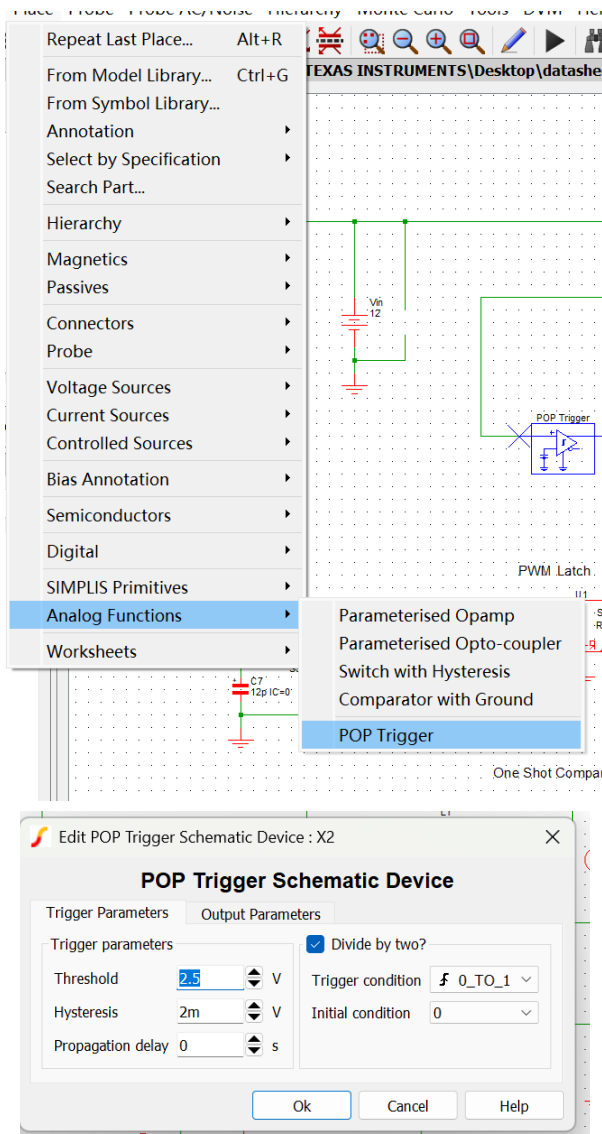 Place Probe Probe AC/Noise Hierarchy Monte Carlo Tools DVM
Repeat Last Place... Alt+R
From Model Library... Ctrl+G
TEXAS INSTRUMENTS\Desktop\datashe
From Symbol Library...
Annotation
Select by Specification
Search Part...
Hierarchy
Magnetics
Passives
Connectors
Probe
Voltage Sources
Current Sources
Controlled Sources
Bias Annotation
Semiconductors
Digital
SIMPLIS Primitives
Analog Functions
Worksheets
Vin
12
POP Trigger
PWM Latch
U1
S
R
Parameterised Opamp
Parameterised Opto-coupler
Switch with Hysteresis
Comparator with Ground
POP Trigger
C7
12p IC=0
One Shot Compa
Edit POP Trigger Schematic Device : X2
POP Trigger Schematic Device
Trigger Parameters Output Parameters
Trigger parameters
Threshold 2.5 V
Hysteresis 2m V
Propagation delay 0 s
Divide by two?
Trigger condition 0_TO_1
Initial condition 0
Ok Cancel Help